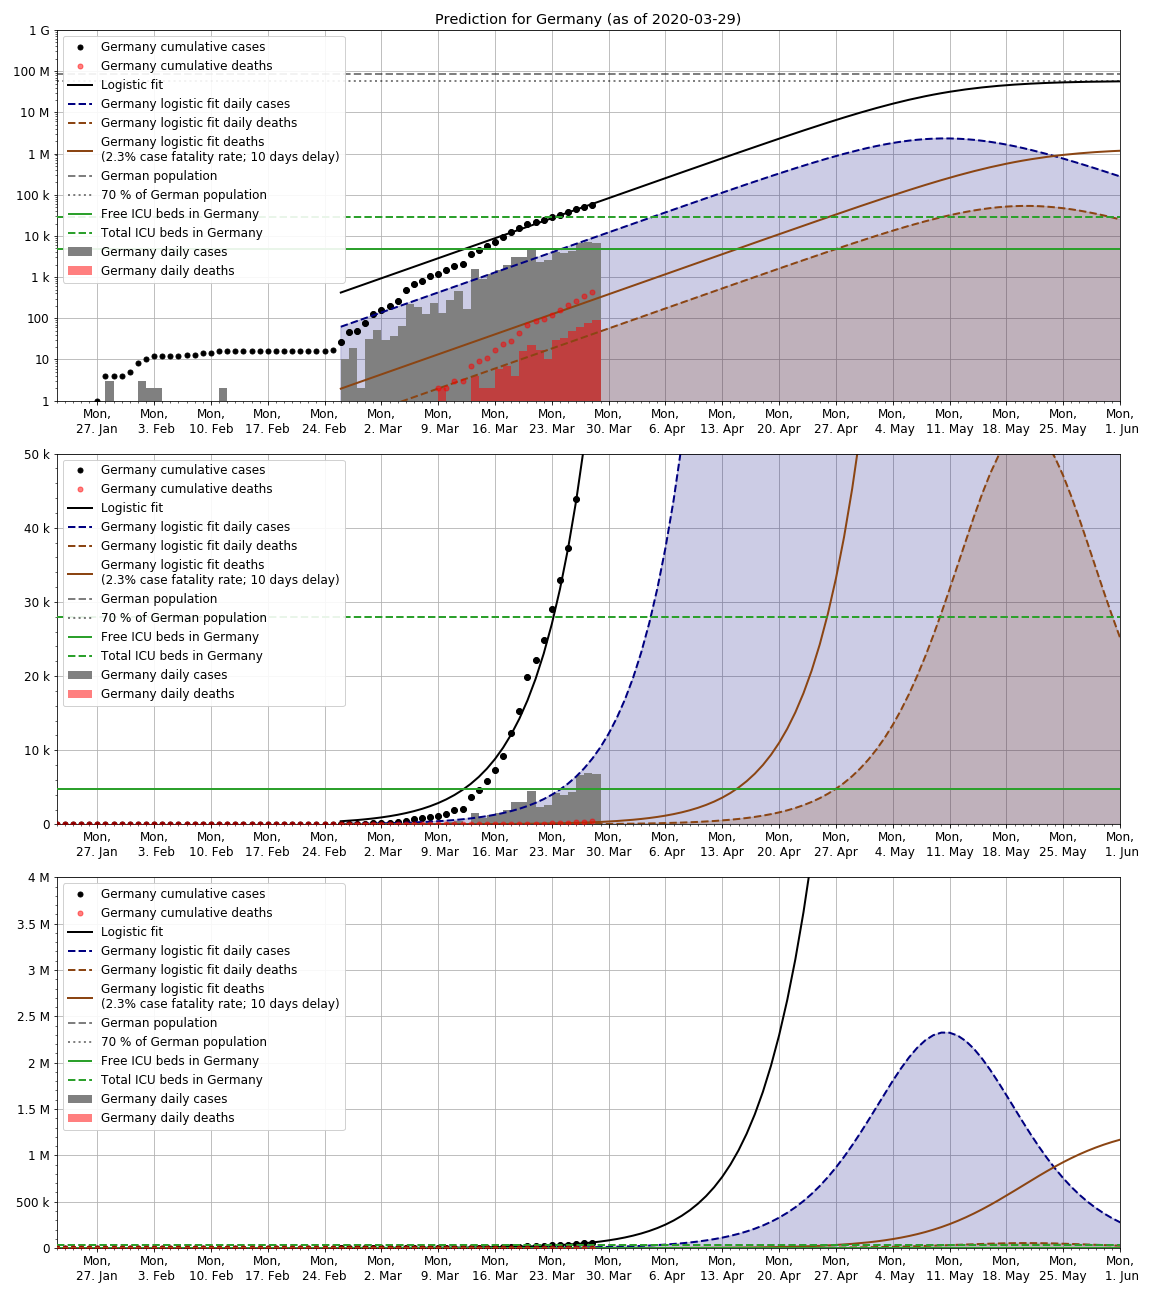 Prediction for Germany (as of 2020-03-29)
1 G
100 M
10 M
1 M
100 k
10 k
1 k
100
10
1
Germany cumulative cases
Germany cumulative deaths
Logistic fit
Germany logistic fit daily cases
Germany logistic fit daily deaths
Germany logistic fit deaths
(2.3% case fatality rate; 10 days delay)
German population
70 % of German population
Free ICU beds in Germany
Total ICU beds in Germany
Germany daily cases
Germany daily deaths
Mon, Mon, Mon, Mon, Mon, Mon, Mon, Mon, Mon, Mon, Mon, Mon, Mon, Mon, Mon, Mon, Mon, Mon, Mon,
27. Jan 3. Feb 10. Feb 17. Feb 24. Feb 2. Mar 9. Mar 16. Mar 23. Mar 30. Mar 6. Apr 13. Apr 20. Apr 27. Apr 4. May 11. May 18. May 25. May 1. Jun
50 k
40 k
30 k
20 k
10 k
0
Germany cumulative cases
Germany cumulative deaths
Logistic fit
Germany logistic fit daily cases
Germany logistic fit daily deaths
Germany logistic fit deaths
(2.3% case fatality rate; 10 days delay)
German population
70 % of German population
Free ICU beds in Germany
Total ICU beds in Germany
Germany daily cases
Germany daily deaths
Mon, Mon, Mon, Mon, Mon, Mon, Mon, Mon, Mon, Mon, Mon, Mon, Mon, Mon, Mon, Mon, Mon, Mon, Mon,
27. Jan 3. Feb 10. Feb 17. Feb 24. Feb 2. Mar 9. Mar 16. Mar 23. Mar 30. Mar 6. Apr 13. Apr 20. Apr 27. Apr 4. May 11. May 18. May 25. May 1. Jun
4 M
3.5 M
3 M
2.5 M
2 M
1.5 M
1 M
500 k
0
Germany cumulative cases
Germany cumulative deaths
Logistic fit
Germany logistic fit daily cases
Germany logistic fit daily deaths
Germany logistic fit deaths
(2.3% case fatality rate; 10 days delay)
German population
70 % of German population
Free ICU beds in Germany
Total ICU beds in Germany
Germany daily cases
Germany daily deaths
Mon, Mon, Mon, Mon, Mon, Mon, Mon, Mon, Mon, Mon, Mon, Mon, Mon, Mon, Mon, Mon, Mon, Mon, Mon,
27. Jan 3. Feb 10. Feb 17. Feb 24. Feb 2. Mar 9. Mar 16. Mar 23. Mar 30. Mar 6. Apr 13. Apr 20. Apr 27. Apr 4. May 11. May 18. May 25. May 1. Jun